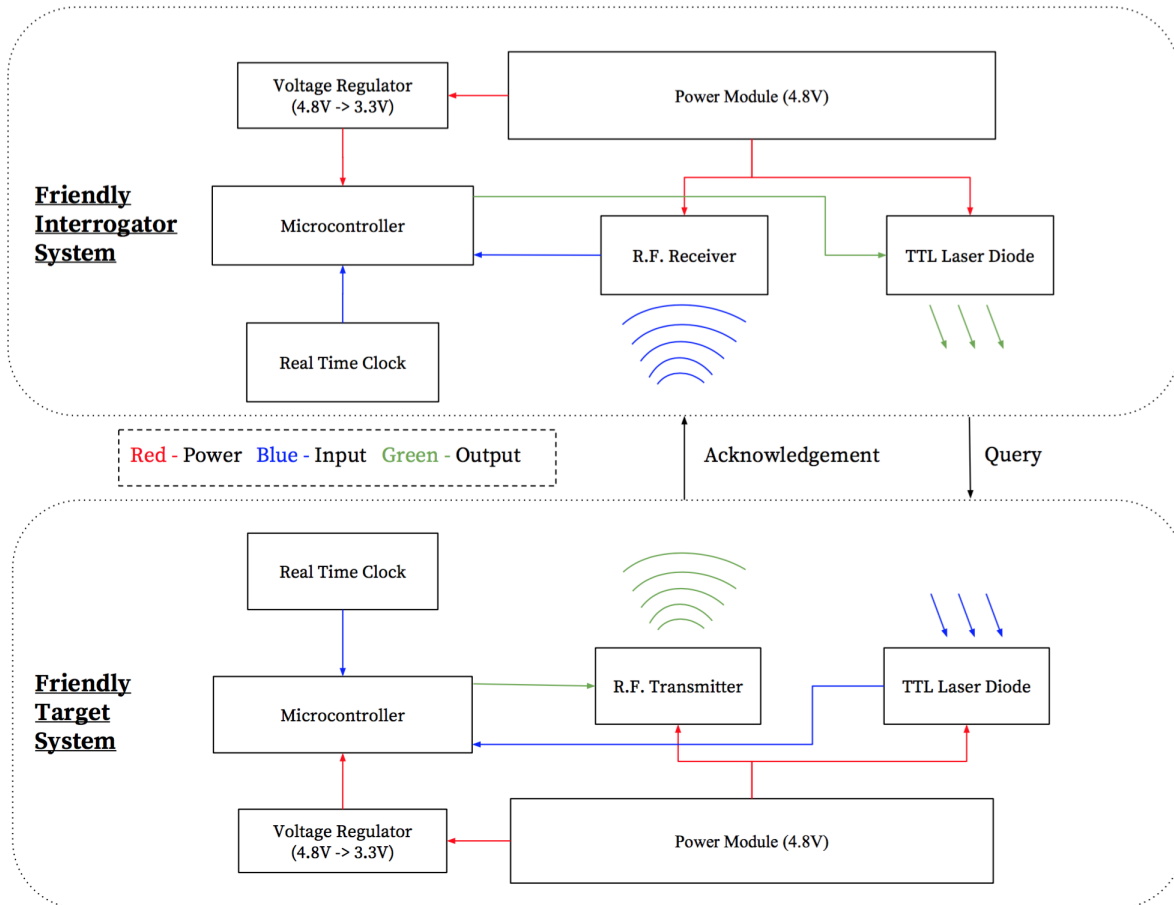 Voltage Regulator
(4.8V -> 3.3V)
Power Module (4.8V)
Friendly
Interrogator
System
Microcontroller
R.F. Receiver
TTL Laser Diode
Real Time Clock
Red - Power Blue - Input Green - Output
Acknowledgement
Query
Real Time Clock
Friendly
Target
System
Microcontroller
R.F. Transmitter
TTL Laser Diode
Voltage Regulator
(4.8V -> 3.3V)
Power Module (4.8V)